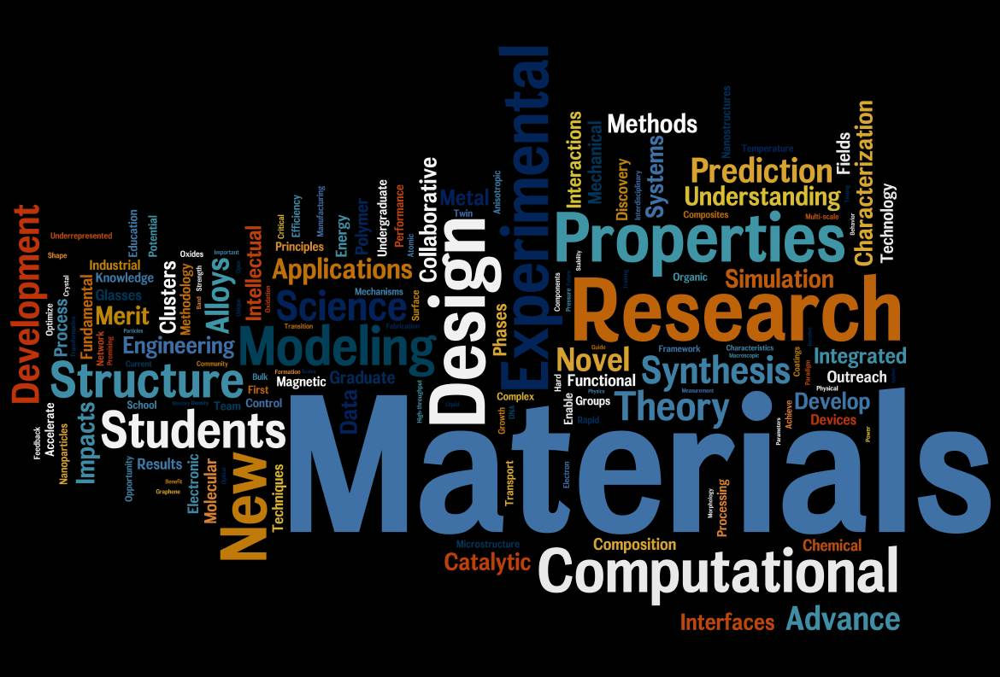 Experimental
Methods
Nanostructures
Interactions
Mechanical
Temperature
Fields
Characterization
Systems
Discovery
Interdisciplinary
Prediction
Understanding
Anisotropic
Collaborative
Metal
Twin
Undergraduate
Performance
Manufacturing
Efficiency
Critical
Polymer
Energy
Atomic
Composites
Multi-scale
Behavior
Technology
Development
Underrepresented
Education
Potential
Shape
Oxides
Important
Intellectual
Principles
Design
Properties
Stability
Industrial
Knowledge
Glasses
Clusters
Methodology
Strength
Band
Alloys
Oxidation
Applications
Mechanisms
Surface
Science
Components
Pressure
Organic
Simulation
Crystal
Optimize
Process
Fundamental
Merit
Particles
Transition
Fabrication
Phases
Research
Network
Promising
Engineering
Modeling
Current
Community
Guide
Novel
Framework
Characteristics
Macroscopic
Coatings
Paradigm
Integrated
Structure
Bulk
First
Formation
Magnetic
Graduate
Hard
Functional
Synthesis
Outreach
Physical
School
Team
Control
Data
High-throughput
Liquid
Complex
Growth
DNA
Physics
Groups
Enable
Rapid
Measurement
Theory
Develop
Devices
Achieve
Parameters
Power
Feedback
Accelerate
Nanoparticles
Impacts
Students
Materials
Opportunity
Results
Benefit
Graphene
Electronic
Molecular
New
Techniques
Transport
Electron
Morphology
Processing
Microstructure
Catalytic
Composition
Chemical
Computational
Interfaces
Advance